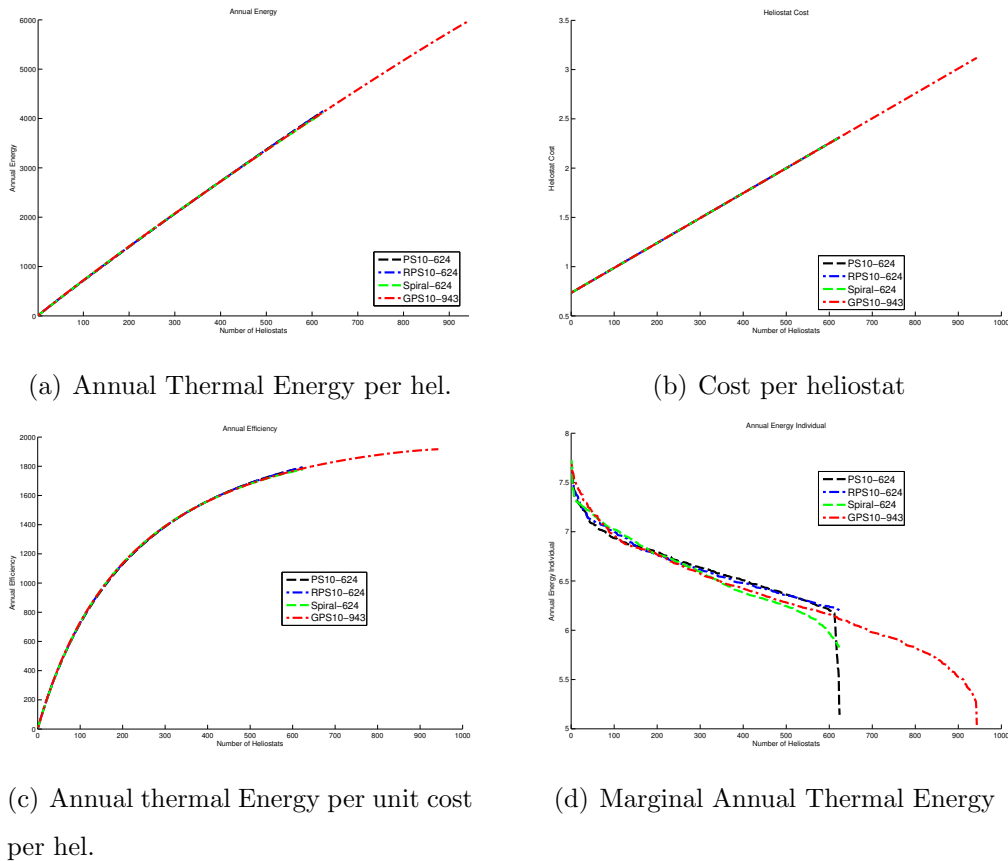 Annual Energy
6000
5000
4000
3000
2000
1000
0
Annual Energy
100 200 300 400 500 600 700 800 900
Number of Heliostats
PS10-624
RPS10-624
Spiral-624
GPS10-943
(a) Annual Thermal Energy per hel.
Heliostat Cost
3.5
3
2.5
2
1.5
1
0.5
Heliostat Cost
0 100 200 300 400 500 600 700 800 900 1000
Number of Heliostats
PS10-624
RPS10-624
Spiral-624
GPS10-943
(b) Cost per heliostat
Annual Efficiency
2000
1800
1600
1400
1200
1000
800
600
400
200
0
Annual Efficiency
0 100 200 300 400 500 600 700 800 900 1000
Number of Heliostats
PS10-624
RPS10-624
Spiral-624
GPS10-943
(c) Annual thermal Energy per unit cost
per hel.
Annual Energy Individual
8
7.5
7
6.5
6
5.5
5
Annual Energy Individual
0 100 200 300 400 500 600 700 800 900 1000
Number of Heliostats
PS10-624
RPS10-624
Spiral-624
GPS10-943
(d) Marginal Annual Thermal Energy